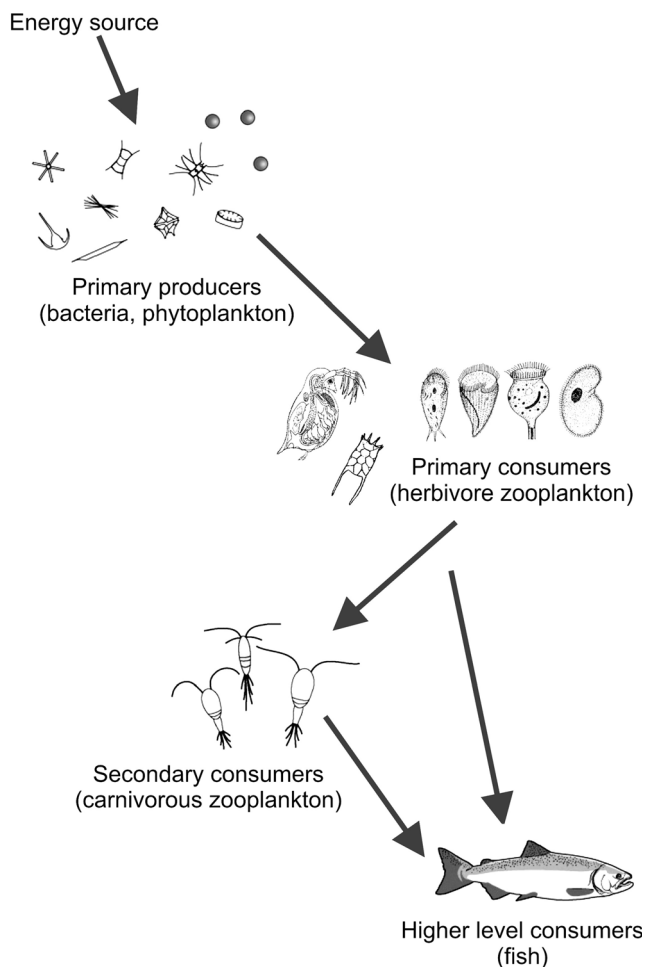 Energy source
Primary producers
(bacteria, phytoplankton)
Primary consumers
(herbivore zooplankton)
Secondary consumers
(carnivorous zooplankton)
Higher level consumers
(fish)